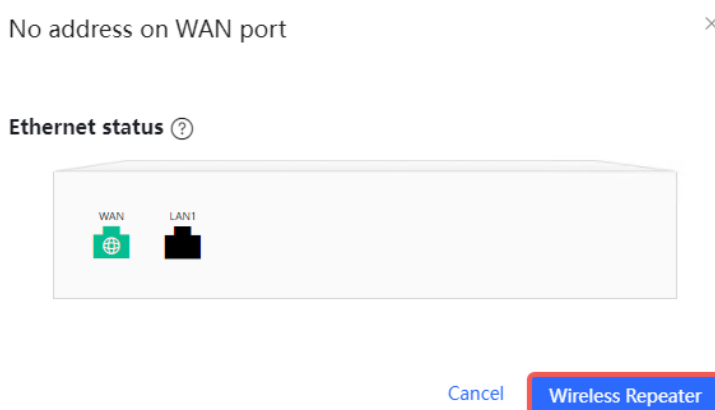 No address on WAN port
Ethernet status ?
WAN LAN1
Cancel Wireless Repeater